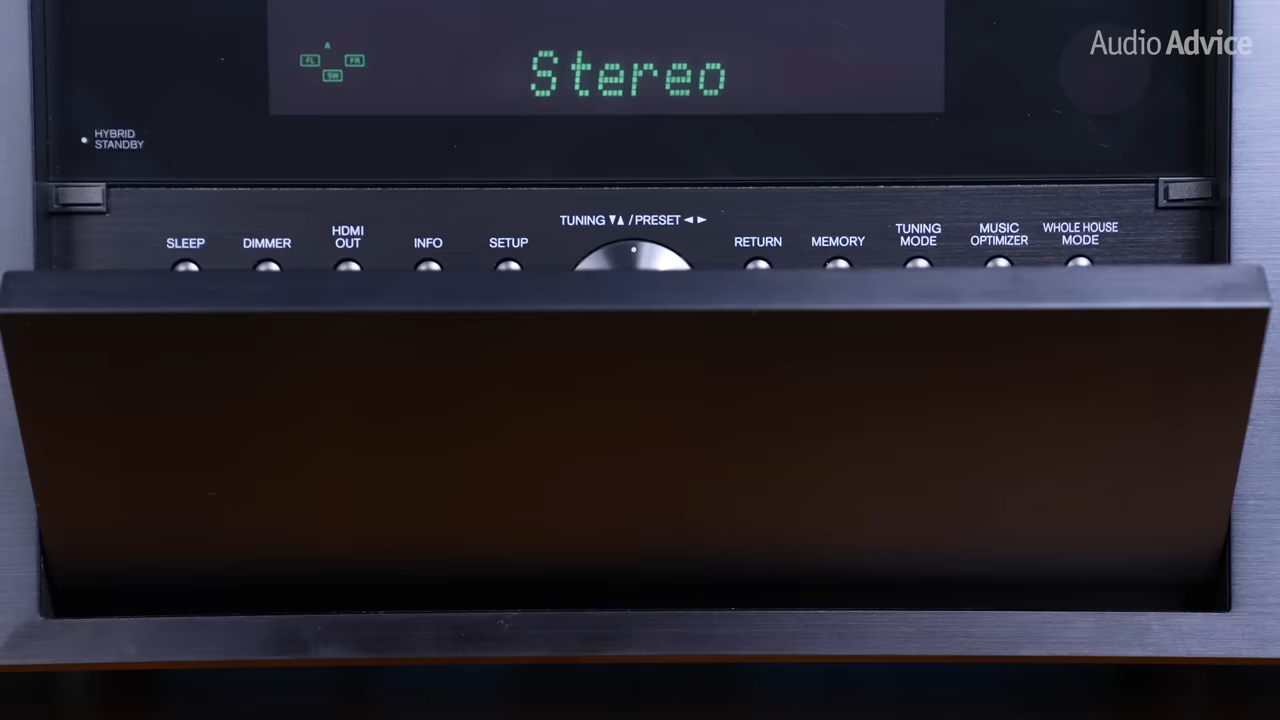 Audio Advice
A
FL FR
SW
Stereo
HYBRID
STANDBY
TUNING ▼▲ / PRESET ◄ ►
SLEEP
DIMMER
HDMI
OUT
INFO
SETUP
RETURN
MEMORY
TUNING
MODE
MUSIC
OPTIMIZER
WHOLE HOUSE
MODE